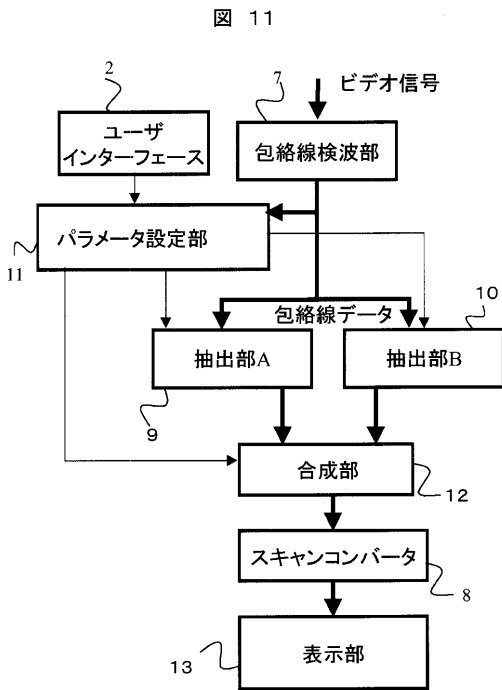 図 11
2
7
ビデオ信号
ユーザ
インターフェース
包絡線検波部
パラメータ設定部
11
包絡線データ
10
抽出部A
抽出部B
9
合成部
12
スキャンコンバータ
8
表示部
13